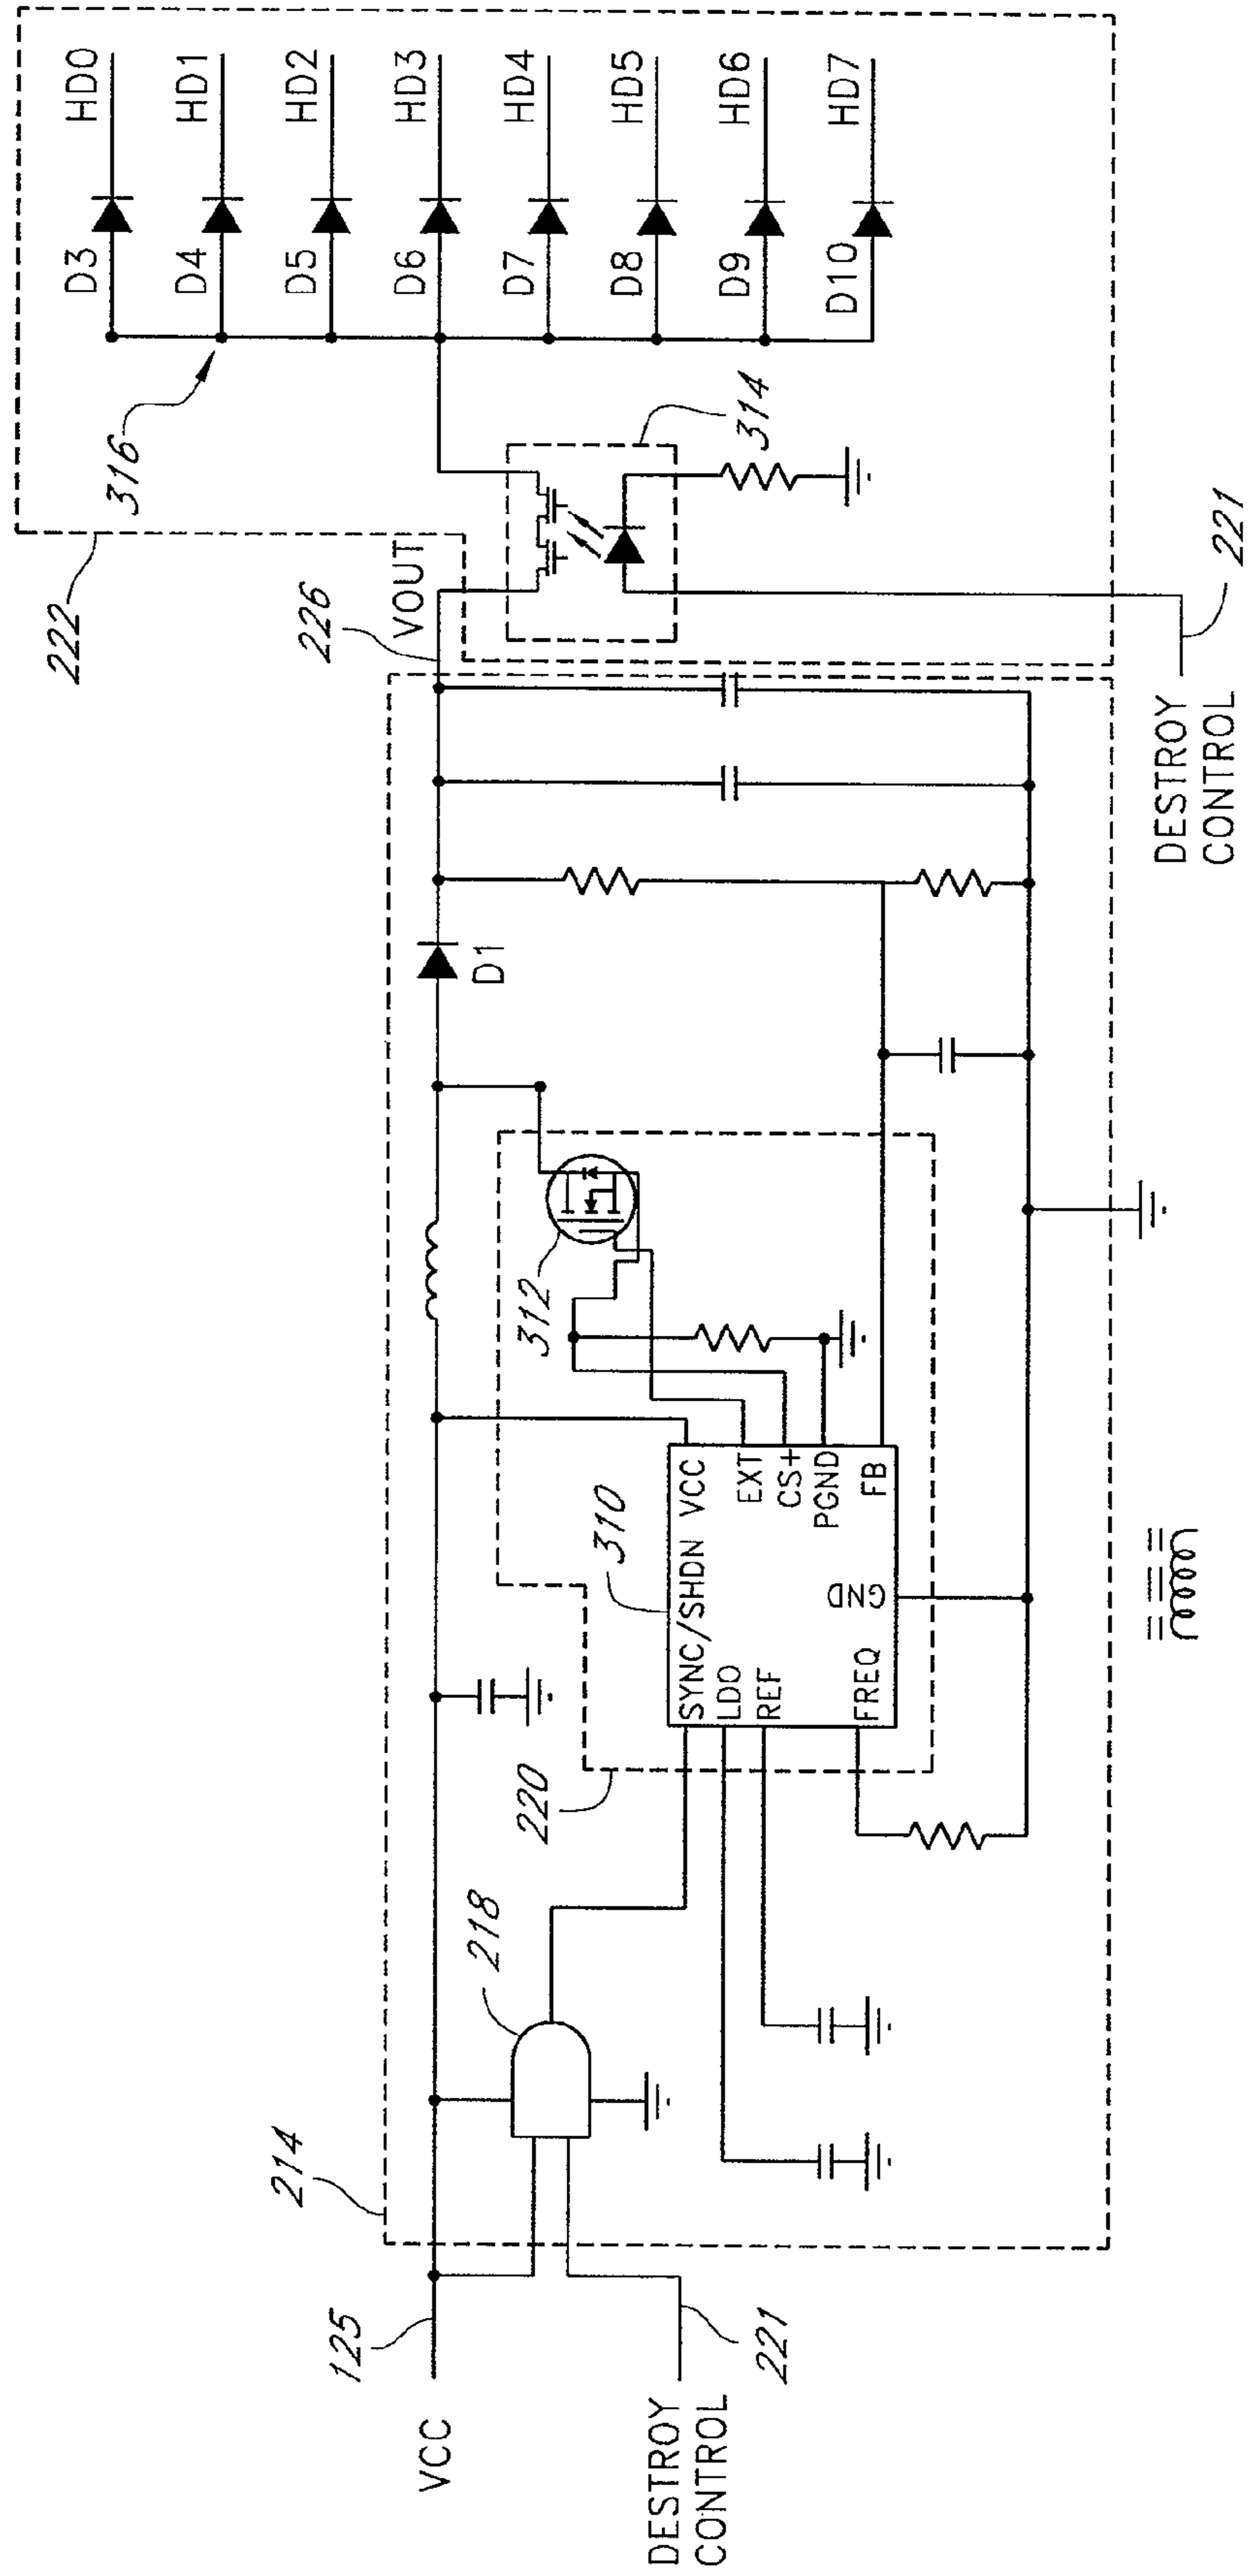 222
316
D3 HD0
D4 HD1
D5 HD2
D6 HD3
D7 HD4
D8 HD5
D9 HD6
D10 HD7
226
VOUT
314
DESTROY
CONTROL
221
214
D1
312
310
220
218
SYNC/SHDN VCC
LDO
REF
FREQ
EXT
CS+
PGND
FB
GND
125
VCC
DESTROY
CONTROL
221